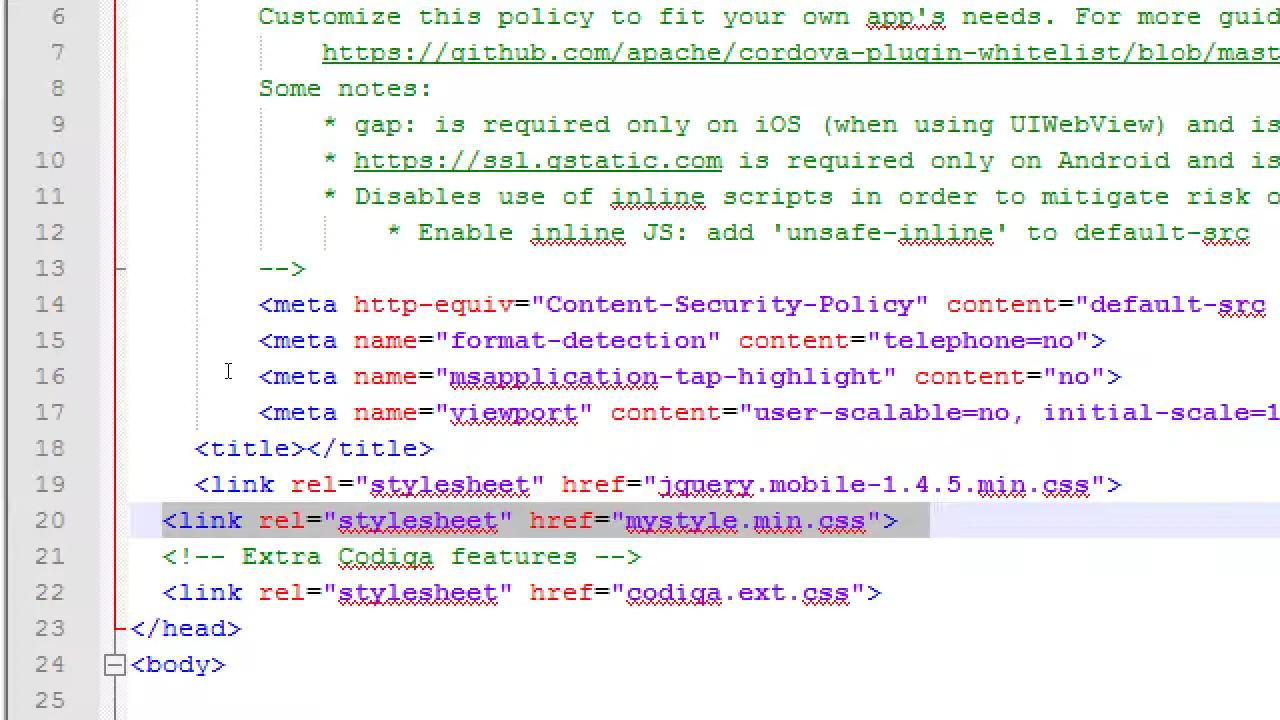 6 Customize this policy to fit your own app's needs. For more guid
7 https://github.com/apache/cordova-plugin-whitelist/blob/mast
8 Some notes:
9 * gap: is required only on iOS (when using UIWebView) and is
10 * https://ssl.gstatic.com is required only on Android and is
11 * Disables use of inline scripts in order to mitigate risk o
12 * Enable inline JS: add 'unsafe-inline' to default-src
13 -->
14 <meta http-equiv="Content-Security-Policy" content="default-src
15 <meta name="format-detection" content="telephone=no">
16 <meta name="msapplication-tap-highlight" content="no">
17 <meta name="viewport" content="user-scalable=no, initial-scale=1
18 <title></title>
19 <link rel="stylesheet" href="jquery.mobile-1.4.5.min.css">
20 <link rel="stylesheet" href="mystyle.min.css">
21 <!-- Extra Codiqa features -->
22 <link rel="stylesheet" href="codiqa.ext.css">
23 </head>
24 <body>
25